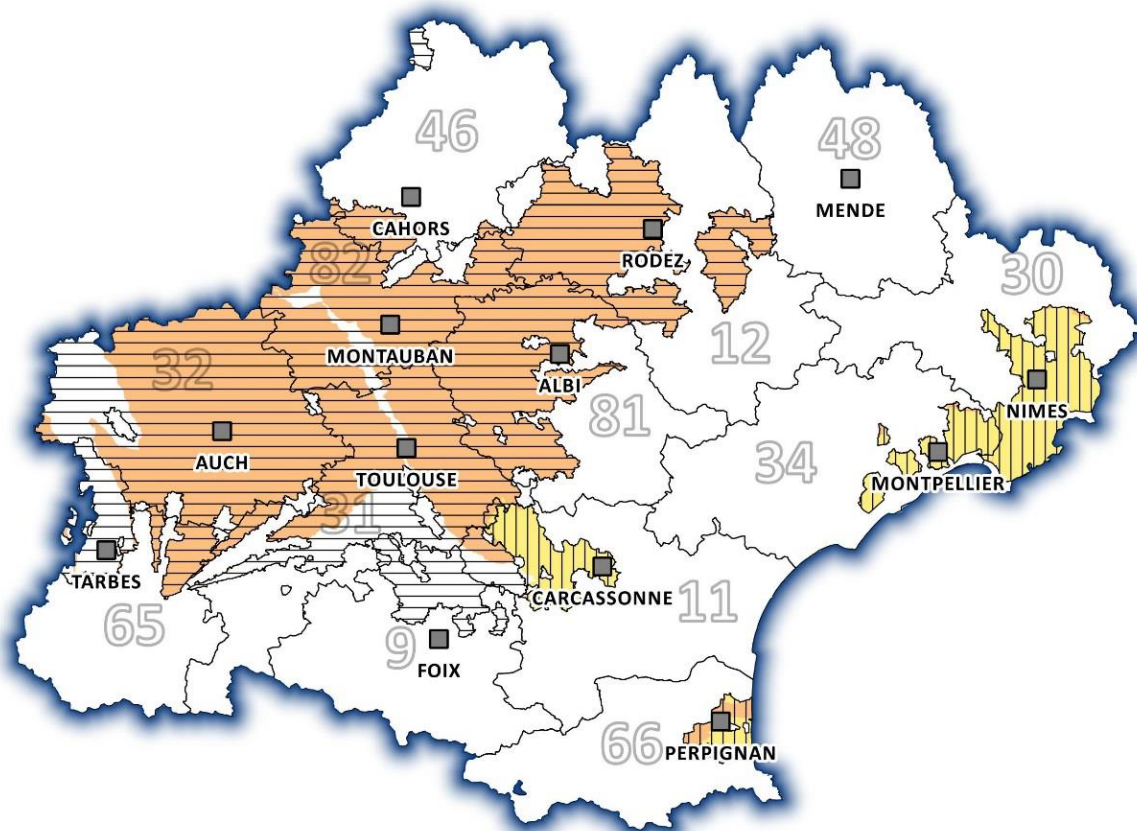 46
48
MENDE
CAHORS
82
RODEZ
30
MONTAUBAN
12
32
ALBI
NIMES
81
AUCH
TOULOUSE
34
MONTPELLIER
31
TARBES
CARCASSONNE
11
65
9
FOIX
66
PERPIGNAN